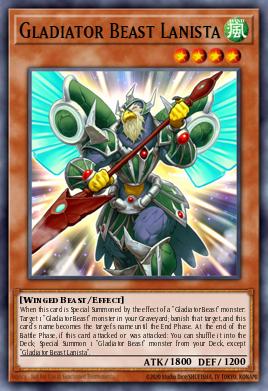 GLADIATOR BEAST LANISTA
WIND
風
[WINGED BEAST/EFFECT]
When this card is Special Summoned by the effect of a "Gladiator Beast" monster:
Target 1 "Gladiator Beast" monster in your Graveyard; banish that target, and this
card's name becomes the target's name until the End Phase. At the end of the
Battle Phase, if this card attacked or was attacked: You can shuffle it into
the Deck; Special Summon 1 "Gladiator Beast" monster from your Deck, except
"Gladiator Beast Lanista".
ATK/1800 DEF/1200